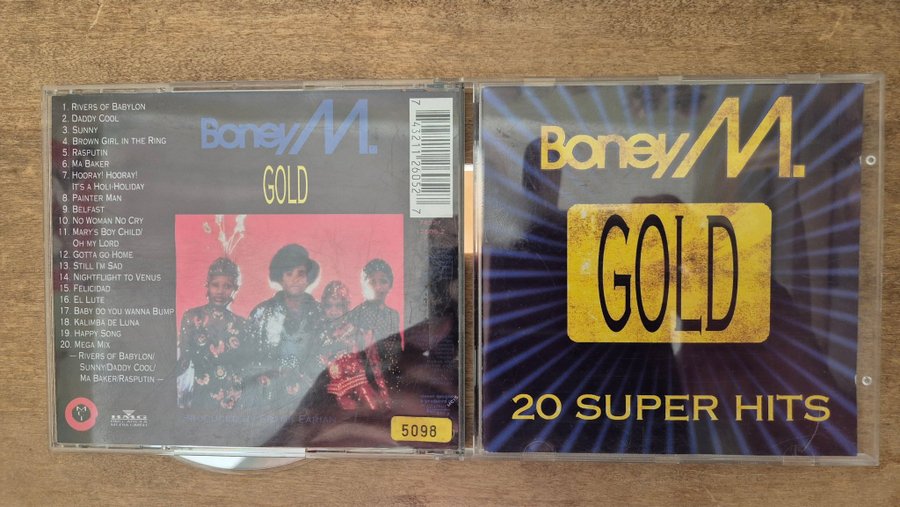 1. Rivers of Babylon
2. Daddy Cool
3. Sunny
4. Brown Girl in the Ring
5. Rasputin
6. Ma Baker
7. Hooray! Hooray!
It's a Holi-Holiday
8. Painter Man
9. Belfast
10. No Woman No Cry
11. Mary's Boy Child/
Oh my Lord
12. Gotta go Home
13. Still I'm Sad
14. Nightflight to Venus
15. Felicidad
16. El Lute
17. Baby do you wanna Bump
18. Kalimba de Luna
19. Happy Song
20. Mega Mix
— Rivers of Babylon/
Sunny/Daddy Cool/
Ma Baker/Rasputin —
BMG
Boney M.
GOLD
7 43211 26052 7
5098
Boney M.
GOLD
20 SUPER HITS